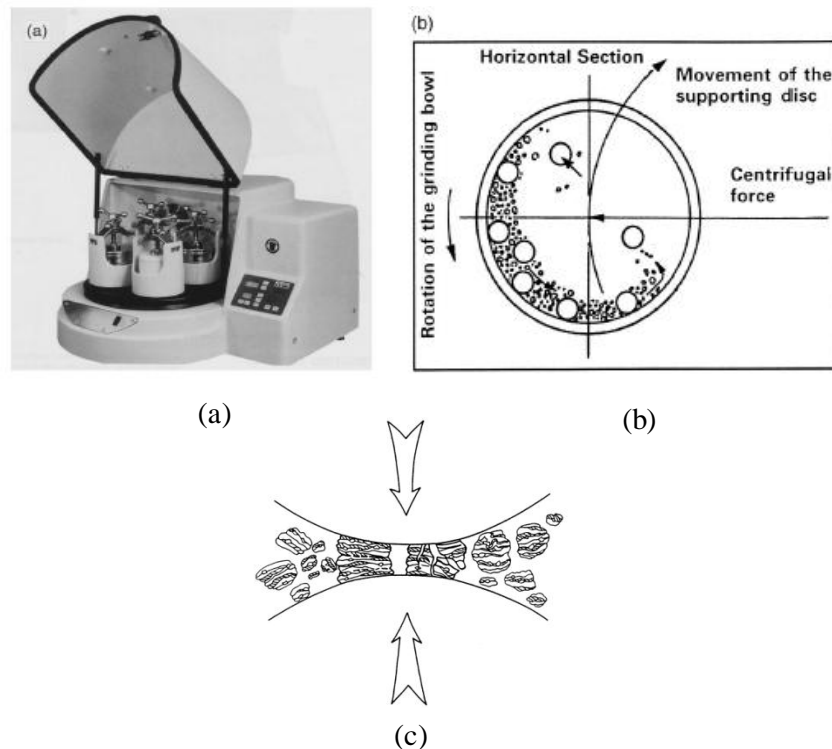 (a)
(b)
Horizontal Section
Movement of the
supporting disc
Centrifugal
force
Rotation of the grinding bowl
(a)
(b)
(c)